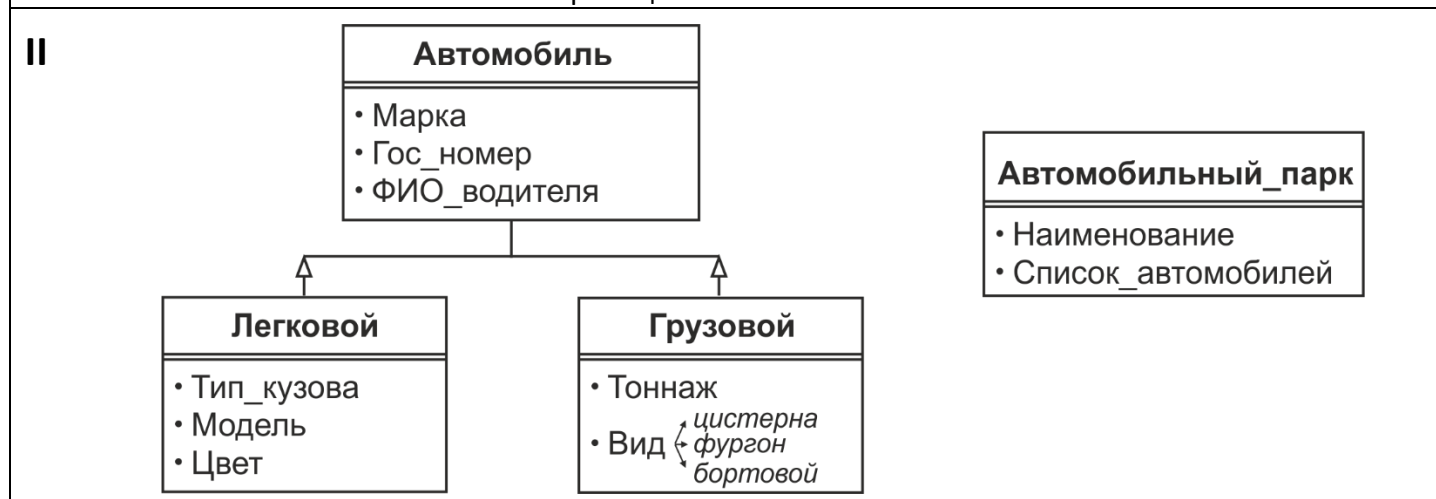 II
Автомобиль
• Марка
• Гос_номер
• ФИО_водителя
Автомобильный_парк
• Наименование
• Список_автомобилей
Легковой
• Тип_кузова
• Модель
• Цвет
Грузовой
• Тоннаж
• Вид
цистерна
фургон
бортовой